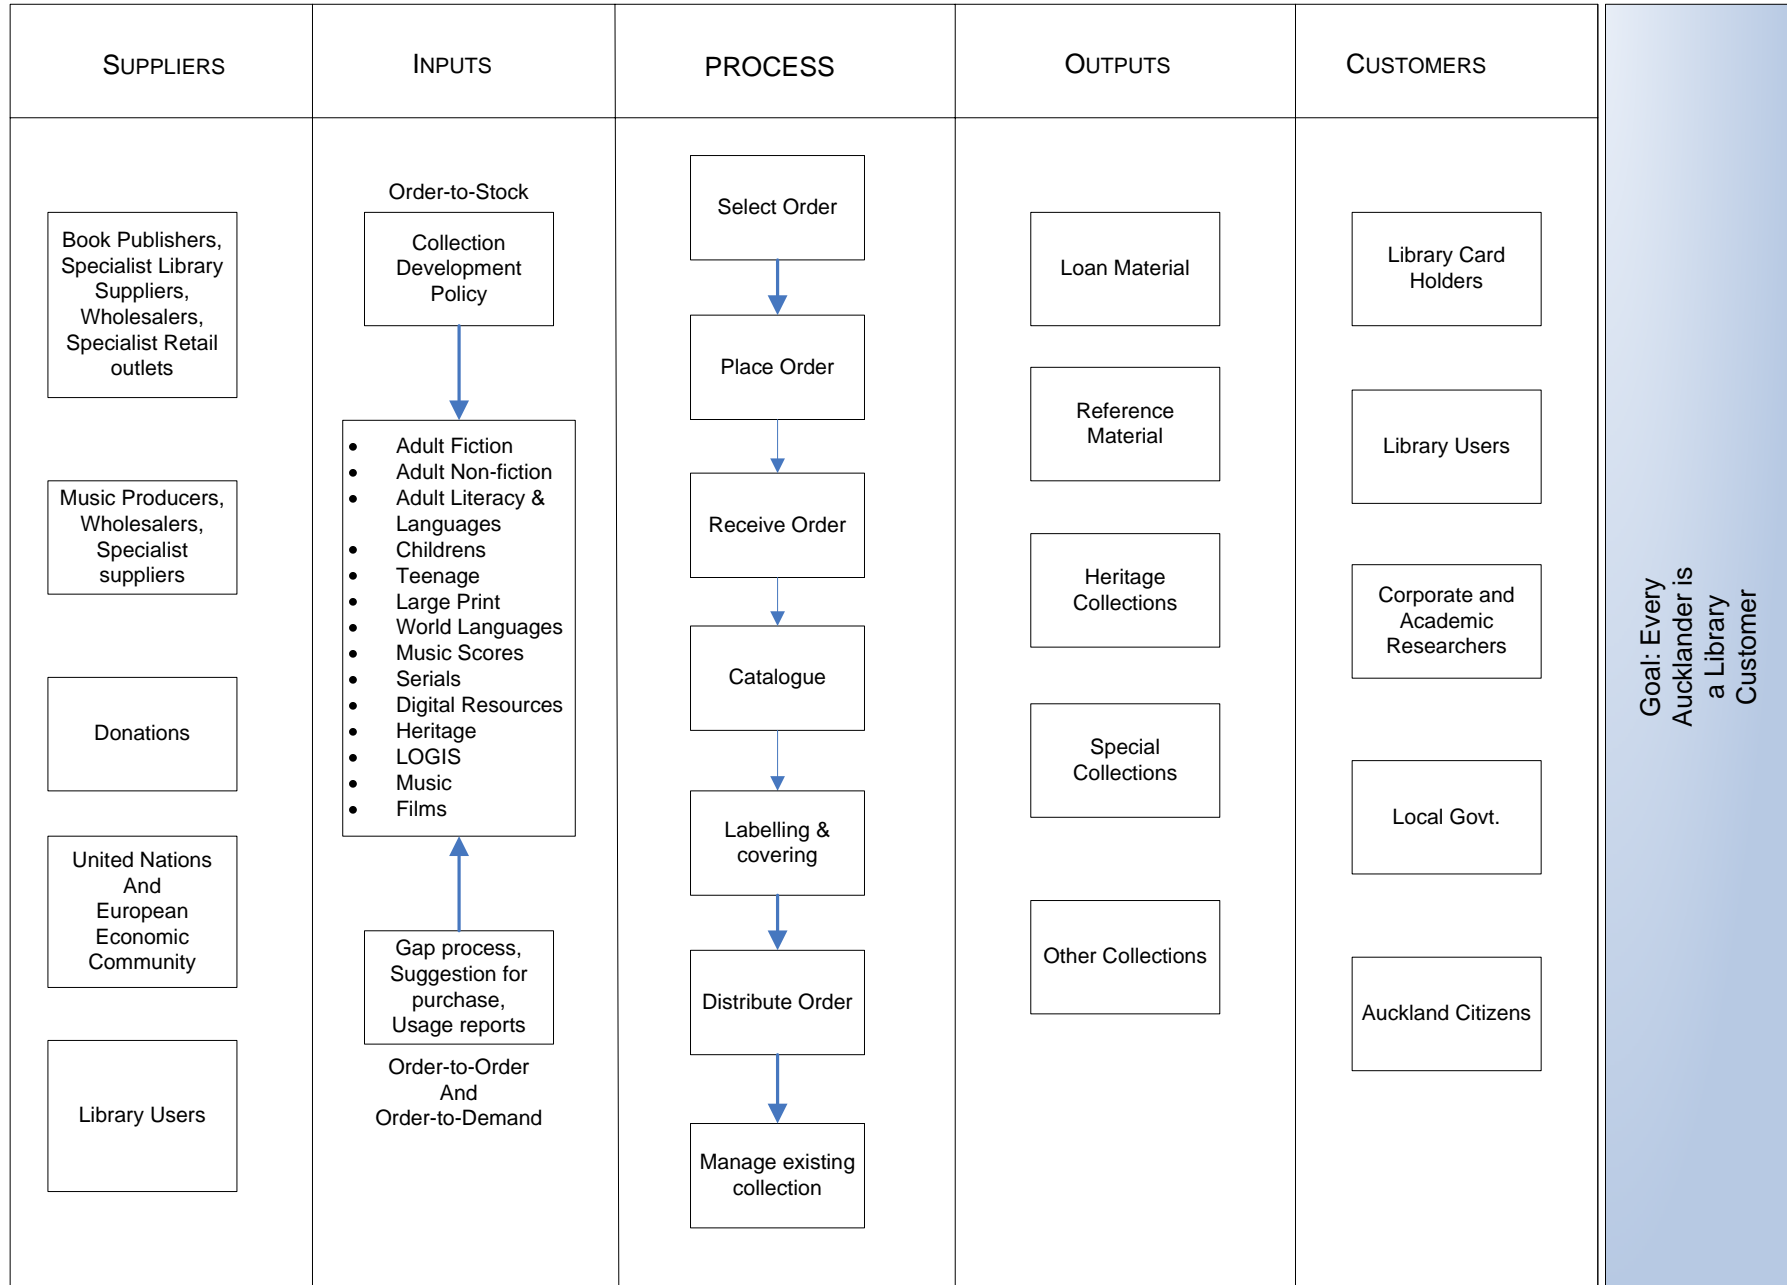 SUPPLIERS
INPUTS
PROCESS
OUTPUTS
CUSTOMERS
Book Publishers,
Specialist Library
Suppliers,
Wholesalers,
Specialist Retail
outlets
Music Producers,
Wholesalers,
Specialist
suppliers
Donations
United Nations
And
European
Economic
Community
Library Users
Order-to-Stock
Collection
Development
Policy
• Adult Fiction
• Adult Non-fiction
• Adult Literacy &
Languages
• Childrens
• Teenage
• Large Print
• World Languages
• Music Scores
• Serials
• Digital Resources
• Heritage
• LOGIS
• Music
• Films
Gap process,
Suggestion for
purchase,
Usage reports
Order-to-Order
And
Order-to-Demand
Select Order
Place Order
Receive Order
Catalogue
Labelling &
covering
Distribute Order
Manage existing
collection
Loan Material
Reference
Material
Heritage
Collections
Special
Collections
Other Collections
Library Card
Holders
Library Users
Corporate and
Academic
Researchers
Local Govt.
Auckland Citizens
Goal: Every
Aucklander is
a Library
Customer